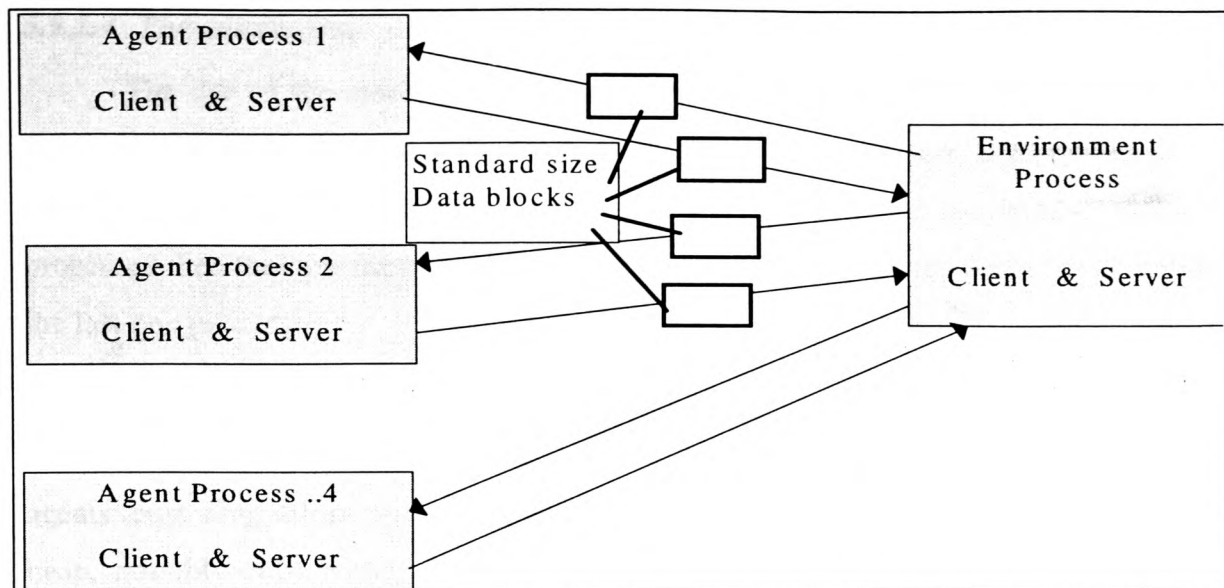 Agent Process 1
Client & Server
Standard size
Data blocks
Environment
Process
Client & Server
Agent Process 2
Client & Server
Agent Process ..4
Client & Server